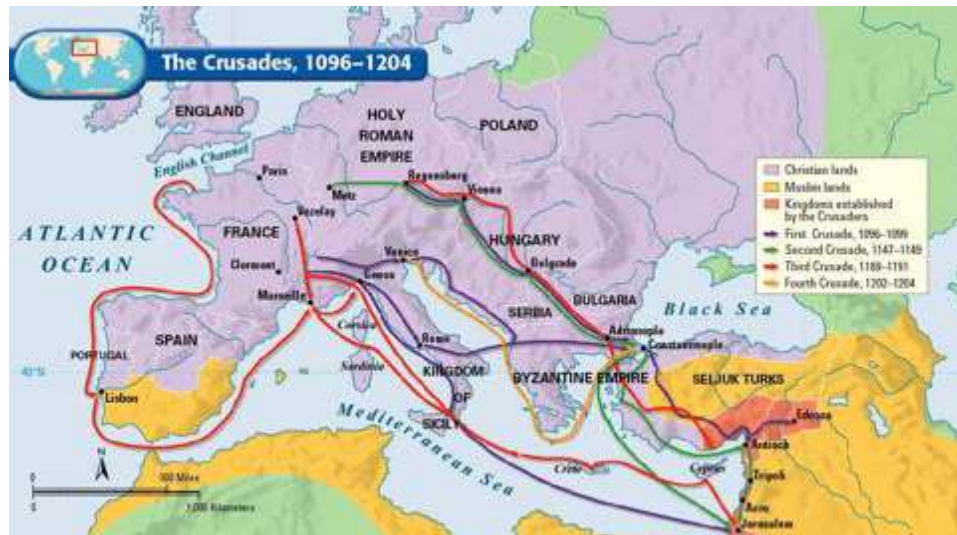 The Crusades, 1096–1204
ENGLAND
HOLY
ROMAN
EMPIRE
POLAND
English Channel
Paris
Metz
Regensburg
Vienna
Christian lands
Muslim lands
Kingdoms established
by the Crusaders
First Crusade, 1096–1099
Second Crusade, 1147–1149
Third Crusade, 1189–1191
Fourth Crusade, 1202–1204
ATLANTIC
OCEAN
Vezelay
FRANCE
Clermont
HUNGARY
Venice
Genoa
Belgrade
Marseille
BULGARIA
SERBIA
Black Sea
Corsica
Rome
Adrianople
Constantinople
SPAIN
PORTUGAL
Sardinia
40°N
KINGDOM
OF
SICILY
BYZANTINE EMPIRE
SELJUK TURKS
Lisbon
Edessa
Mediterranean Sea
Antioch
Crete
Cyprus
Tripoli
Acre
Jerusalem
N
0
Miles
0
Kilometers